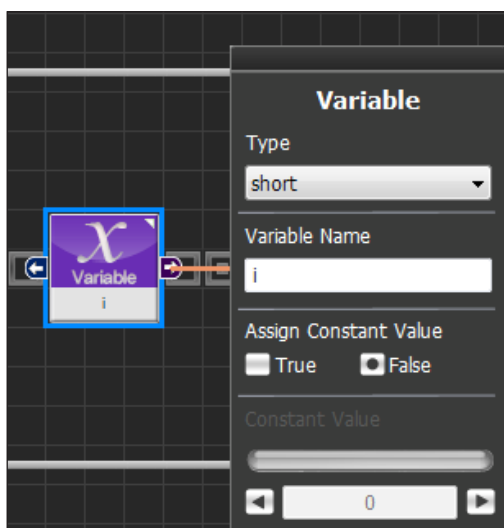 Variable
Type
short
Variable Name
i
Assign Constant Value
True False
Constant Value
0
x
Variable
i